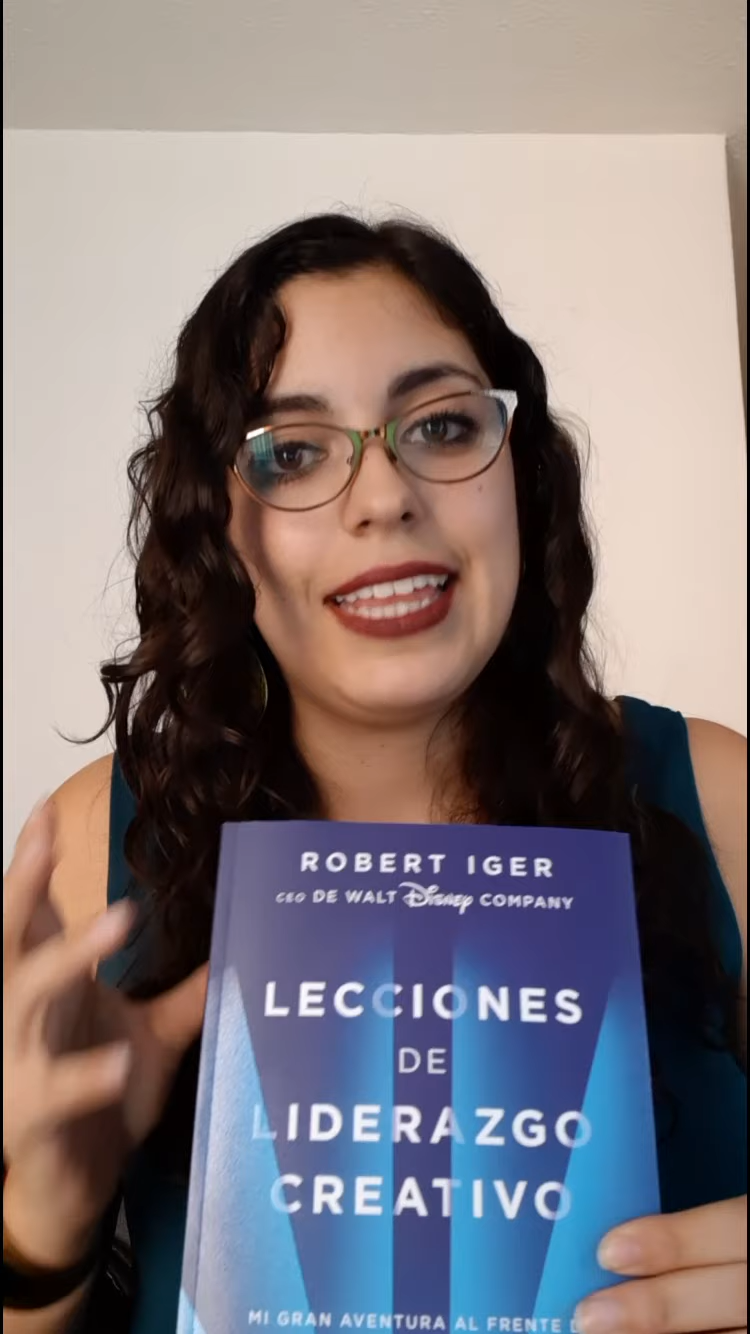 ROBERT IGER
CEO DE WALT Disney COMPANY
LECCIONES
DE
LIDERAZGO
CREATIVO
MI GRAN AVENTURA AL FRENTE